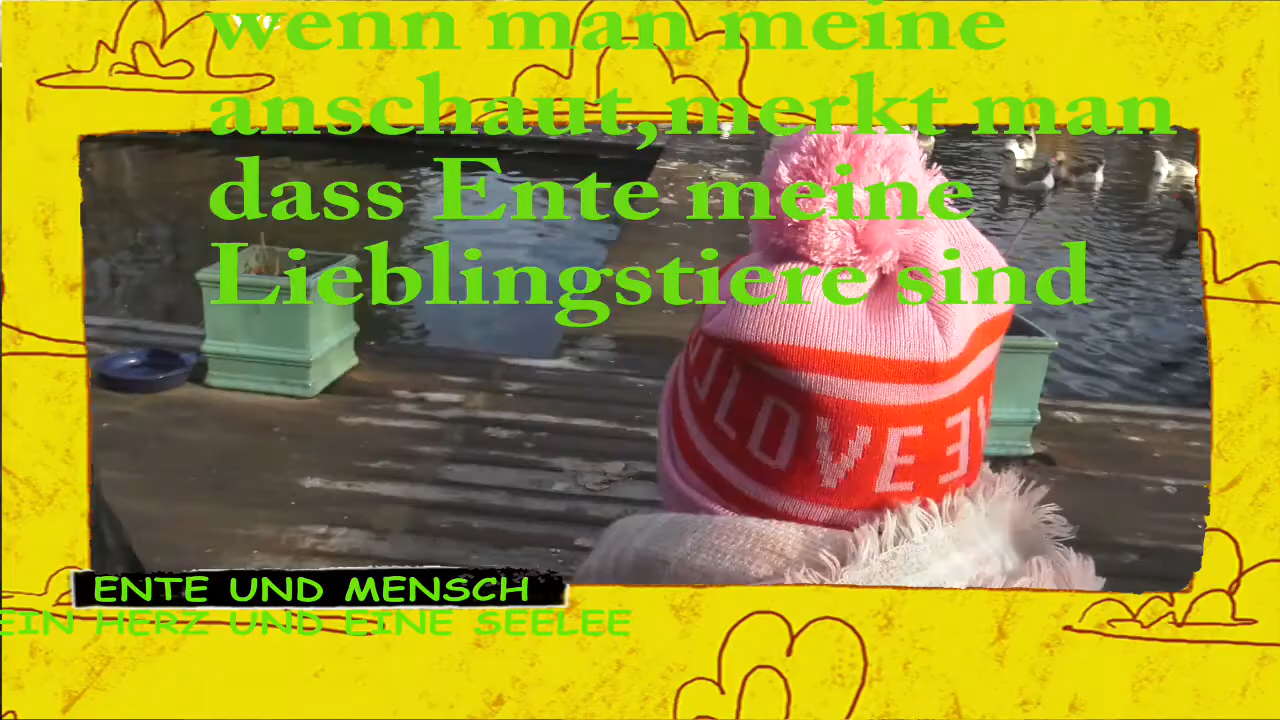 wenn man meine
anschaut,merkt man
dass Ente meine
Lieblingstiere sind
LOVE
ENTE UND MENSCH
EIN HERZ UND EINE SEELEE